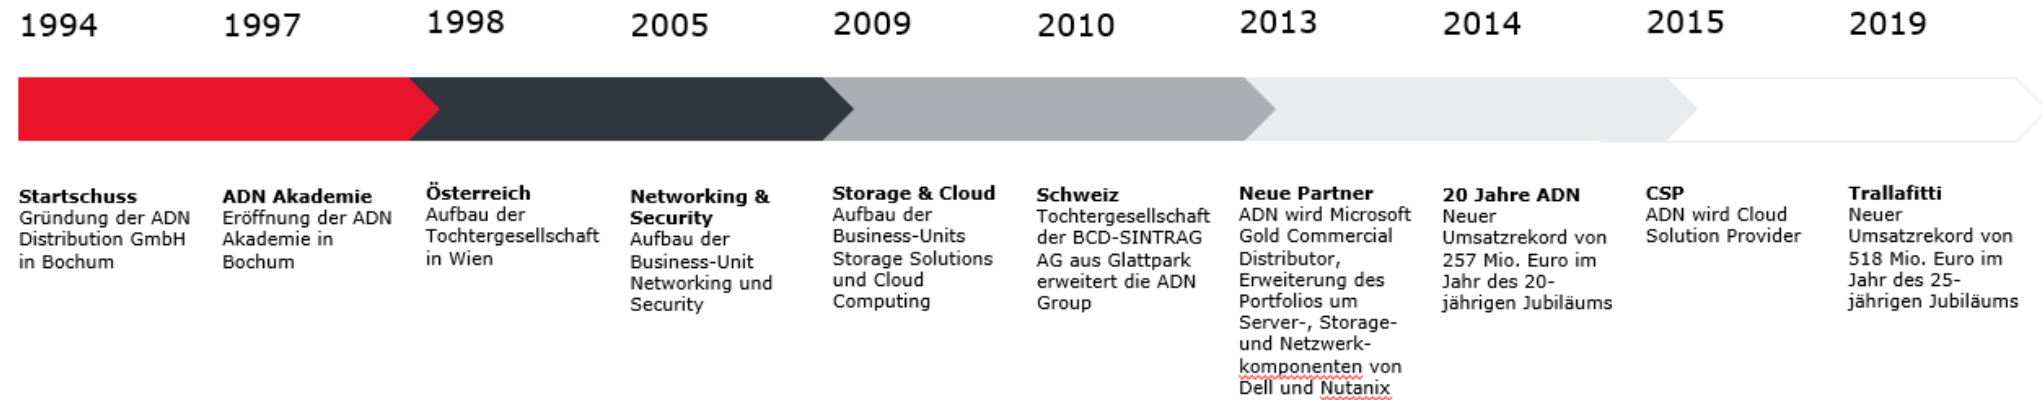 1994
1997
1998
2005
2009
2010
2013
2014
2015
2019
Startschuss
Gründung der ADN
Distribution GmbH
in Bochum
ADN Akademie
Eröffnung der ADN
Akademie in
Bochum
Österreich
Aufbau der
Tochtergesellschaft
in Wien
Networking &
Security
Aufbau der
Business-Unit
Networking und
Security
Storage & Cloud
Aufbau der
Business-Units
Storage Solutions
und Cloud
Computing
Schweiz
Tochtergesellschaft
der BCD-SINTRAG
AG aus Glattpark
erweitert die ADN
Group
Neue Partner
ADN wird Microsoft
Gold Commercial
Distributor,
Erweiterung des
Portfolios um
Server-, Storage-
und Netzwerk-
komponenten von
Dell und Nutanix
20 Jahre ADN
Neuer
Umsatzrekord von
257 Mio. Euro im
Jahr des 20-
jährigen Jubiläums
CSP
ADN wird Cloud
Solution Provider
Trallafitti
Neuer
Umsatzrekord von
518 Mio. Euro im
Jahr des 25-
jährigen Jubiläums